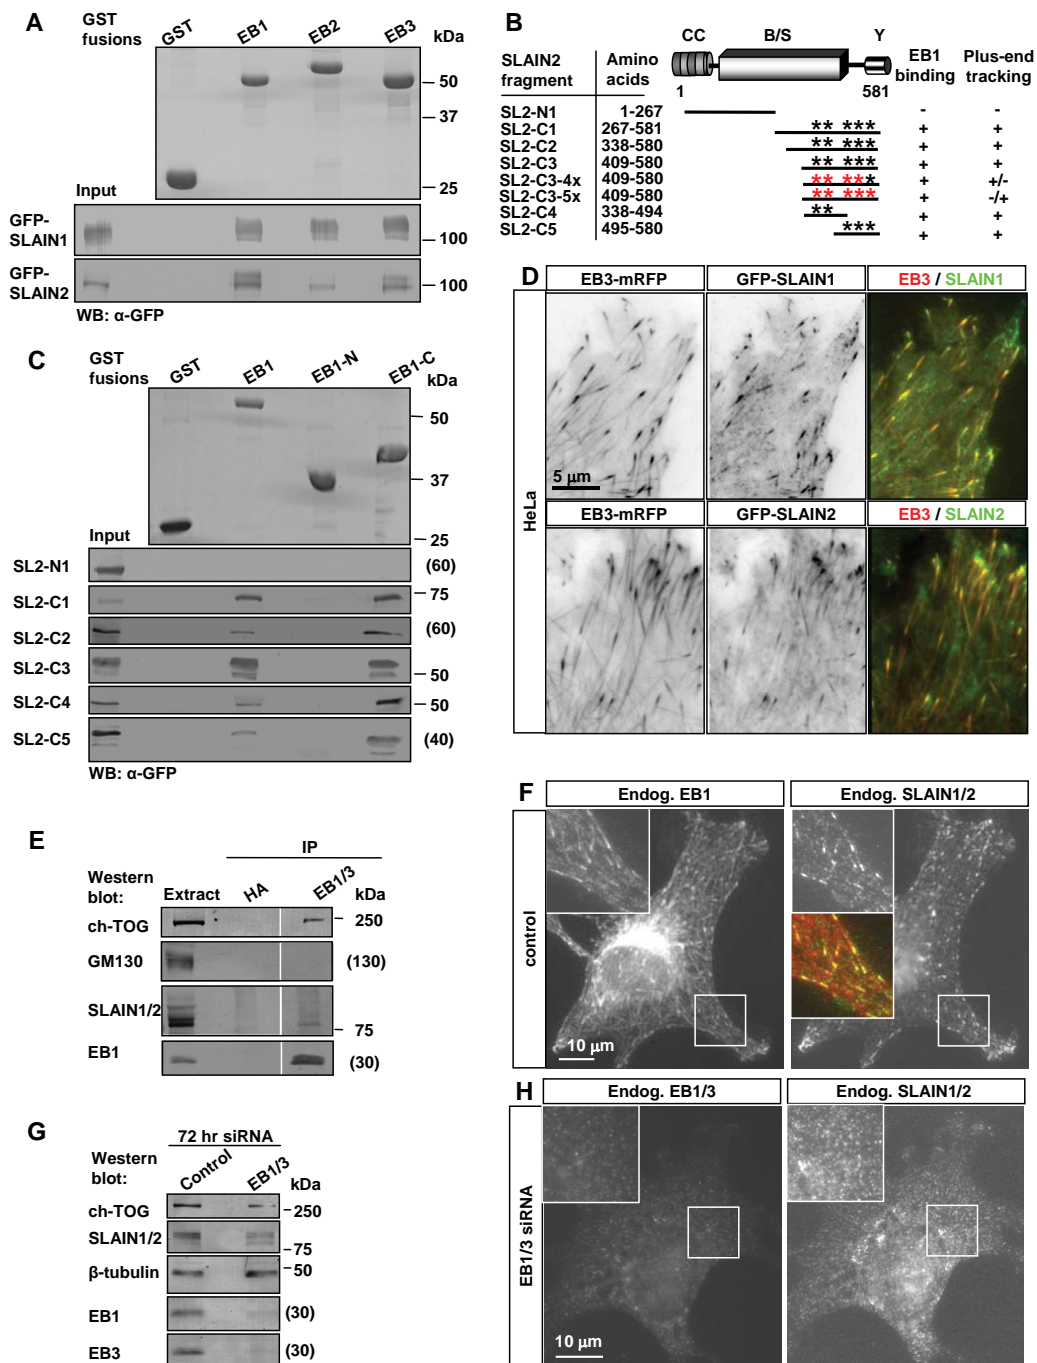 A
GST
fusions
GST
EB1
EB2
EB3
kDa
50
37
25
Input
GFP-
SLAIN1
100
GFP-
SLAIN2
100
WB: α-GFP
B
CC
B/S
Y
SLAIN2
fragment
Amino
acids
EB1
binding
Plus-end
tracking
1
581
SL2-N1 1-267 - -
SL2-C1 267-581 ** *** + +
SL2-C2 338-580 ** *** + +
SL2-C3 409-580 ** *** + +
SL2-C3-4x 409-580 ** *** + +/-
SL2-C3-5x 409-580 ** *** + -/+
SL2-C4 338-494 ** + +
SL2-C5 495-580 *** + +
C
GST
fusions
GST
EB1
EB1-N
EB1-C
kDa
50
37
25
Input
SL2-N1 (60)
SL2-C1 75
SL2-C2 (60)
SL2-C3 50
SL2-C4 50
SL2-C5 (40)
WB: α-GFP
D
EB3-mRFP
GFP-SLAIN1
EB3 / SLAIN1
5 µm
HeLa
EB3-mRFP
GFP-SLAIN2
EB3 / SLAIN2
E
IP
Western
blot:
Extract
HA
EB1/3
kDa
ch-TOG 250
GM130 (130)
SLAIN1/2 75
EB1 (30)
F
Endog. EB1
Endog. SLAIN1/2
control
10 µm
G
72 hr siRNA
Western
blot:
Control
EB1/3
kDa
ch-TOG 250
SLAIN1/2 75
β-tubulin 50
EB1 (30)
EB3 (30)
H
Endog. EB1/3
Endog. SLAIN1/2
EB1/3 siRNA
10 µm